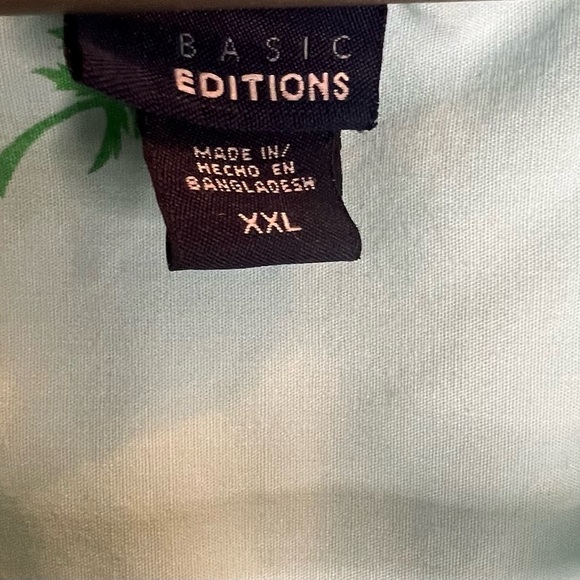 BASIC
EDITIONS
MADE IN/
HECHO EN
BANGLADESH
XXL